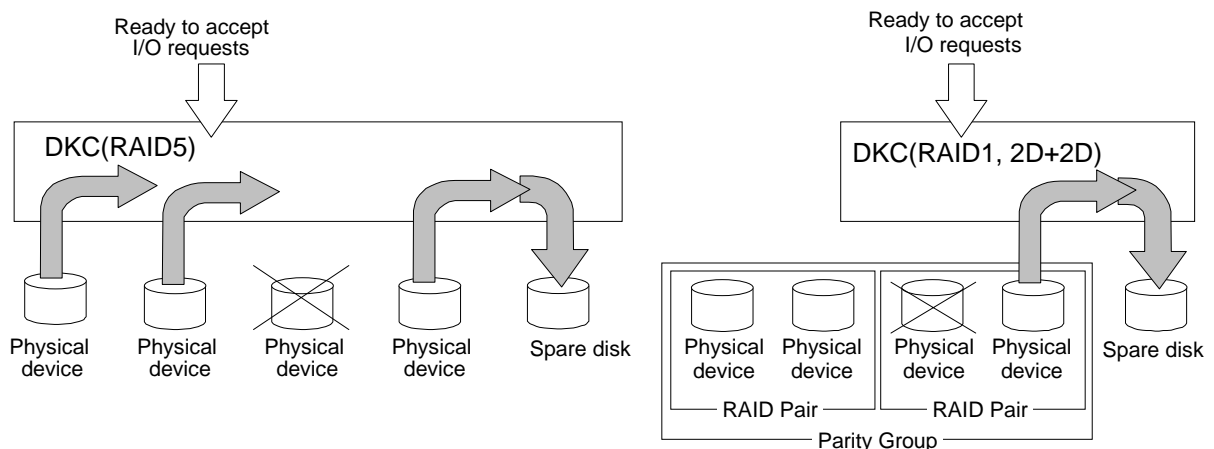 Ready to accept
I/O requests
DKC(RAID5)
Physical
device
Physical
device
Physical
device
Physical
device
Spare disk
Ready to accept
I/O requests
DKC(RAID1, 2D+2D)
Physical
device
Physical
device
Physical
device
Physical
device
Spare disk
RAID Pair
RAID Pair
Parity Group